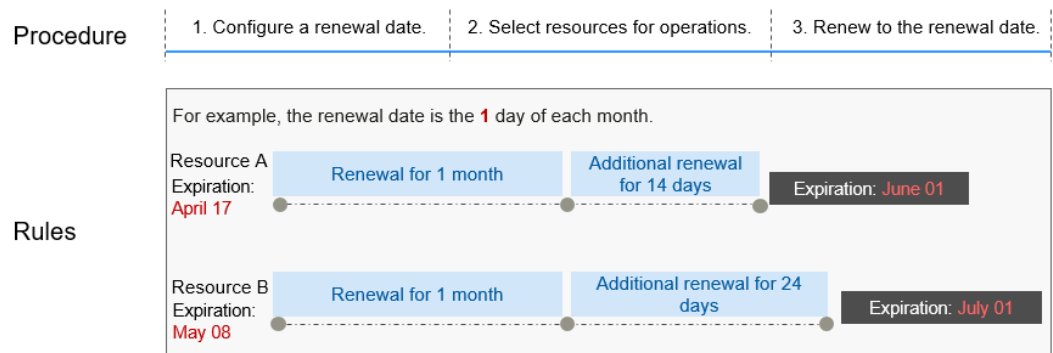 Procedure
1. Configure a renewal date.
2. Select resources for operations.
3. Renew to the renewal date.
For example, the renewal date is the 1 day of each month.
Resource A
Expiration:
April 17
Renewal for 1 month
Additional renewal
for 14 days
Expiration: June 01
Rules
Resource B
Expiration:
May 08
Renewal for 1 month
Additional renewal for 24
days
Expiration: July 01